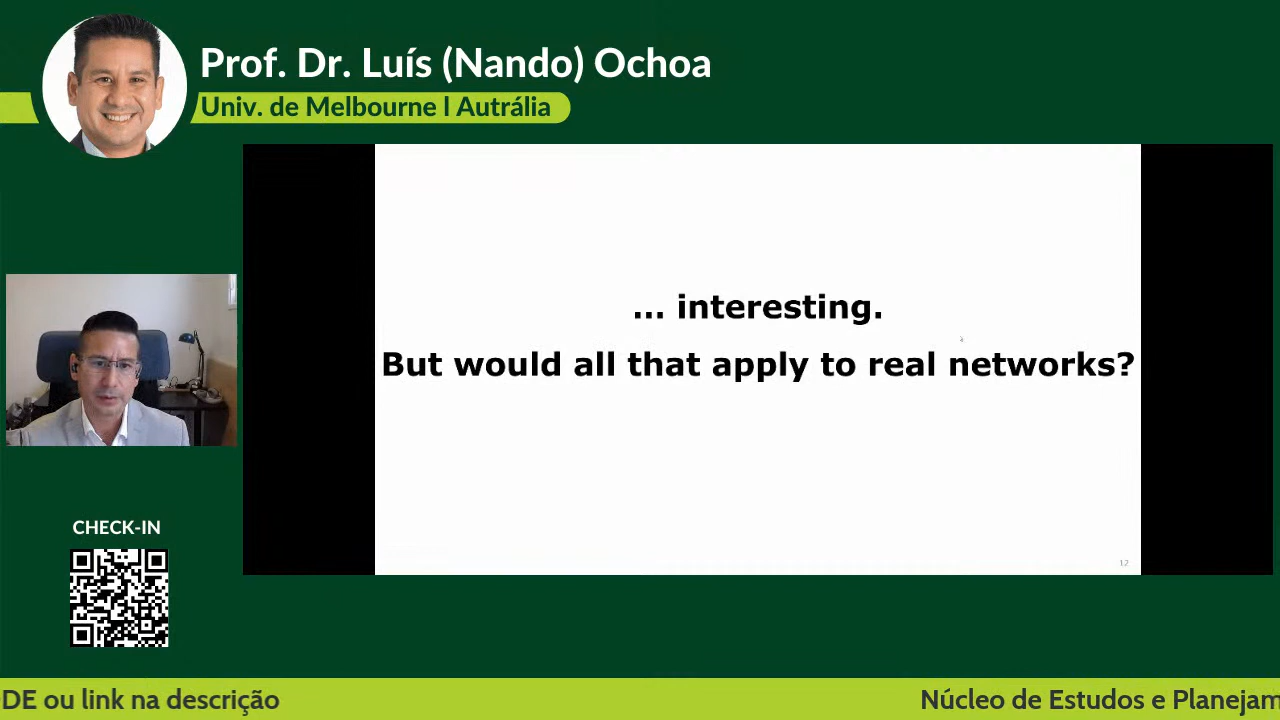 Prof. Dr. Luís (Nando) Ochoa
Univ. de Melbourne l Autrália
... interesting.
But would all that apply to real networks?
12
CHECK-IN
DE ou link na descrição
Núcleo de Estudos e Planejam